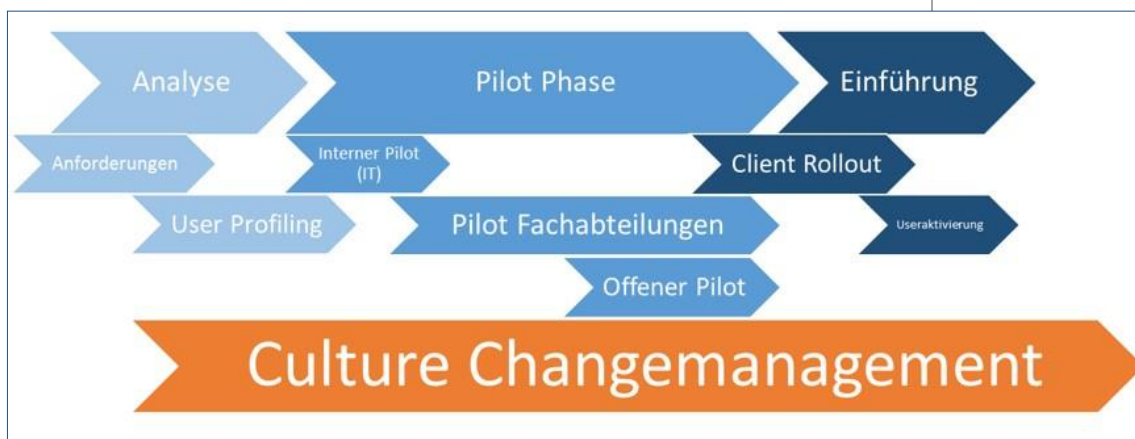 Analyse
Pilot Phase
Einführung
Anforderungen
Interner Pilot
(IT)
Client Rollout
User Profiling
Pilot Fachabteilungen
Useraktivierung
Offener Pilot
Culture Changemanagement